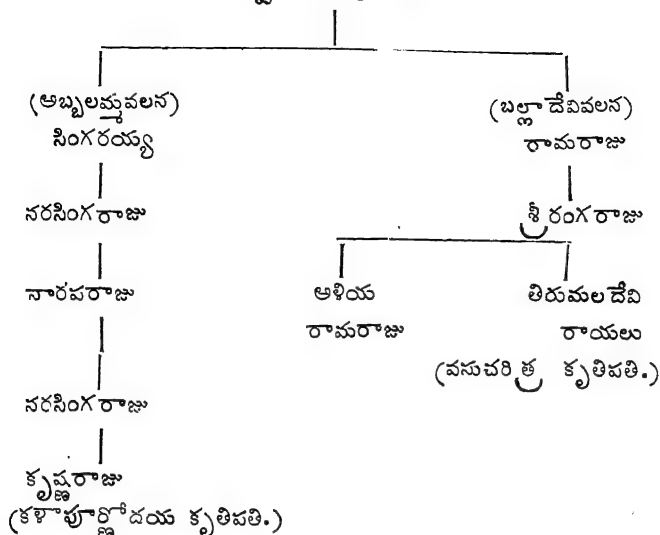 (అబ్బలమ్మవలన)
సింగరయ్య
నరసింగరాజు
నారపరాజు
నరసింగరాజు
కృష్ణరాజు
(కళాపూర్ణోదయ కృతిపతి.)
(బల్లా దేవివలన)
రామరాజు
శ్రీరంగరాజు
అళియ
రామరాజు
తిరుమలదేవి
రాయలు
(వసుచరిత్ర కృతిపతి.)